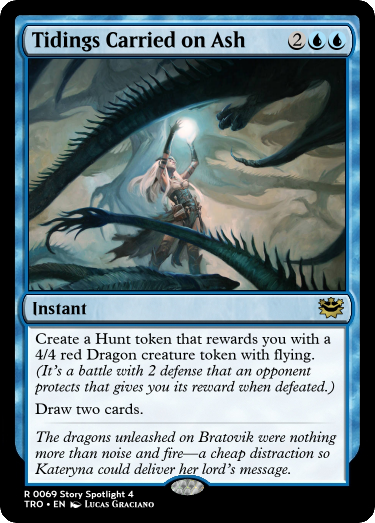 Tidings Carried on Ash 2
Instant
Create a Hunt token that rewards you with a
4/4 red Dragon creature token with flying.
(It's a battle with 2 defense that an opponent
protects that gives you its reward when defeated.)
Draw two cards.
The dragons unleashed on Bratovik were nothing
more than noise and fire—a cheap distraction so
Kateryna could deliver her lord's message.
R 0069 Story Spotlight 4
TRO • EN Lucas Graciano